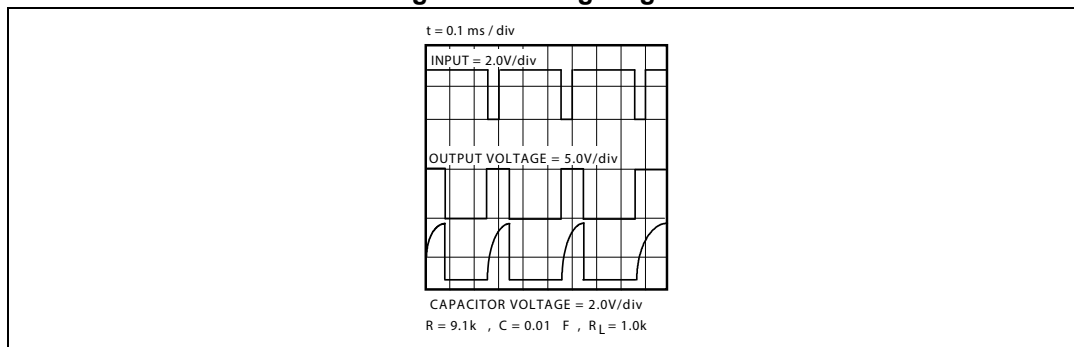 t = 0.1 ms / div
INPUT = 2.0V/div
OUTPUT VOLTAGE = 5.0V/div
CAPACITOR VOLTAGE = 2.0V/div
R = 9.1k , C = 0.01 F , RL = 1.0k